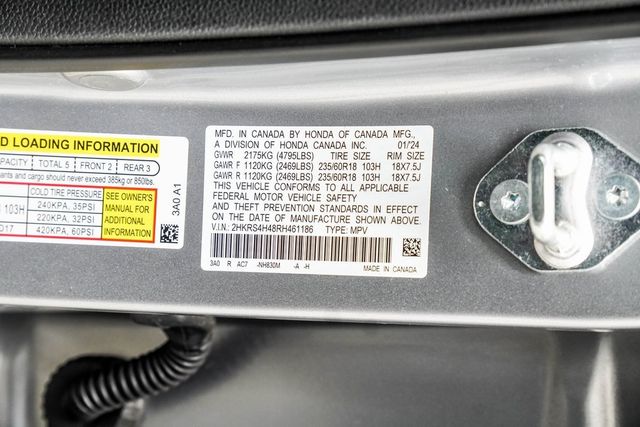 D LOADING INFORMATION
APACITY TOTAL 5 FRONT 2 REAR 3
pants and cargo should never exceed 385kg or 850lbs.
COLD TIRE PRESSURE
SEE OWNER'S MANUAL FOR ADDITIONAL INFORMATION
103H 240KPA, 35PSI
220KPA, 32PSI
D17 420KPA, 60PSI
3A0 A1
MFD. IN CANADA BY HONDA OF CANADA MFG.,
A DIVISION OF HONDA CANADA INC. 01/24
GVWR 2175KG (4795LBS) TIRE SIZE RIM SIZE
GAWR F 1120KG (2469LBS) 235/60R18 103H 18X7.5J
GAWR R 1120KG (2469LBS) 235/60R18 103H 18X7.5J
THIS VEHICLE CONFORMS TO ALL APPLICABLE
FEDERAL MOTOR VEHICLE SAFETY
AND THEFT PREVENTION STANDARDS IN EFFECT
ON THE DATE OF MANUFACTURE SHOWN ABOVE.
V.I.N.: 2HKRS4H48RH461186 TYPE: MPV
3A0 R AC7 -NH830M -A -H MADE IN CANADA